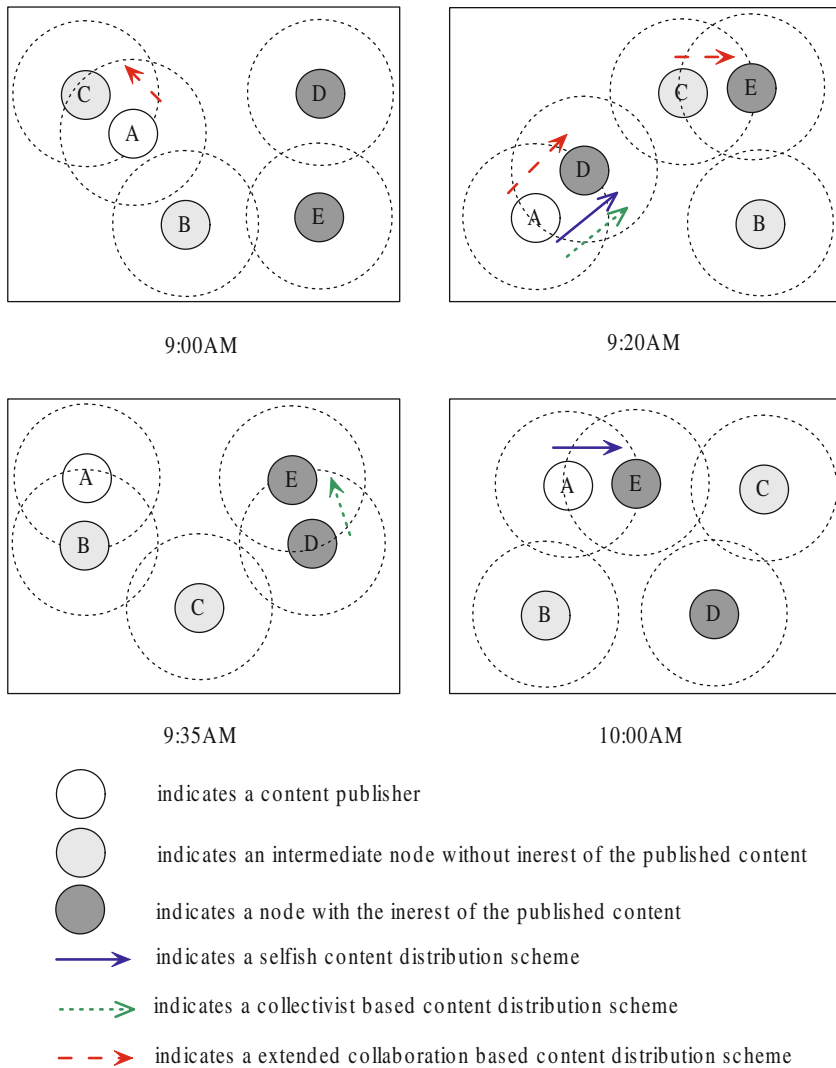 C
A
D
B
E
9:00AM
C
E
D
A
B
9:20AM
A
E
B
D
C
9:35AM
A
E
C
B
D
10:00AM
indicates a content publisher
indicates an intermediate node without inerest of the published content
indicates a node with the inerest of the published content
indicates a selfish content distribution scheme
indicates a collectivist based content distribution scheme
indicates a extended collaboration based content distribution scheme